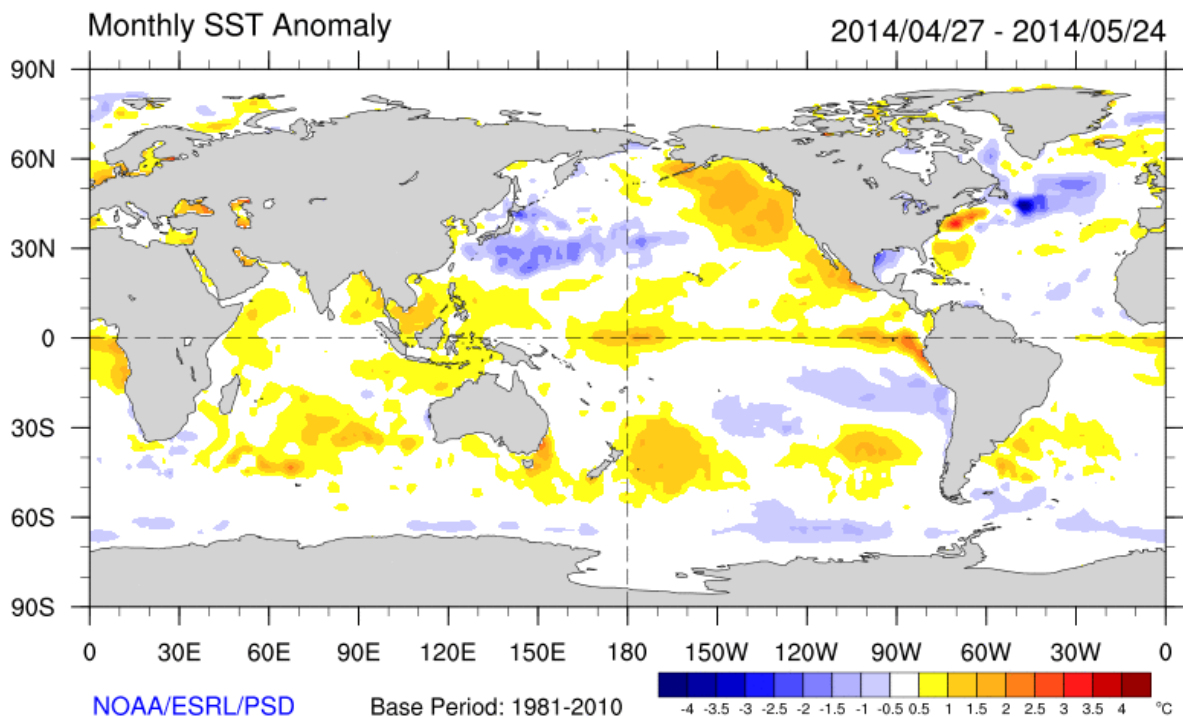 Monthly SST Anomaly 2014/04/27 - 2014/05/24
90N
60N
30N
0
30S
60S
90S
0 30E 60E 90E 120E 150E 180 150W 120W 90W 60W 30W 0
-4 -3.5 -3 -2.5 -2 -1.5 -1 -0.5 0.5 1 1.5 2 2.5 3 3.5 4 °C
NOAA/ESRL/PSD Base Period: 1981-2010